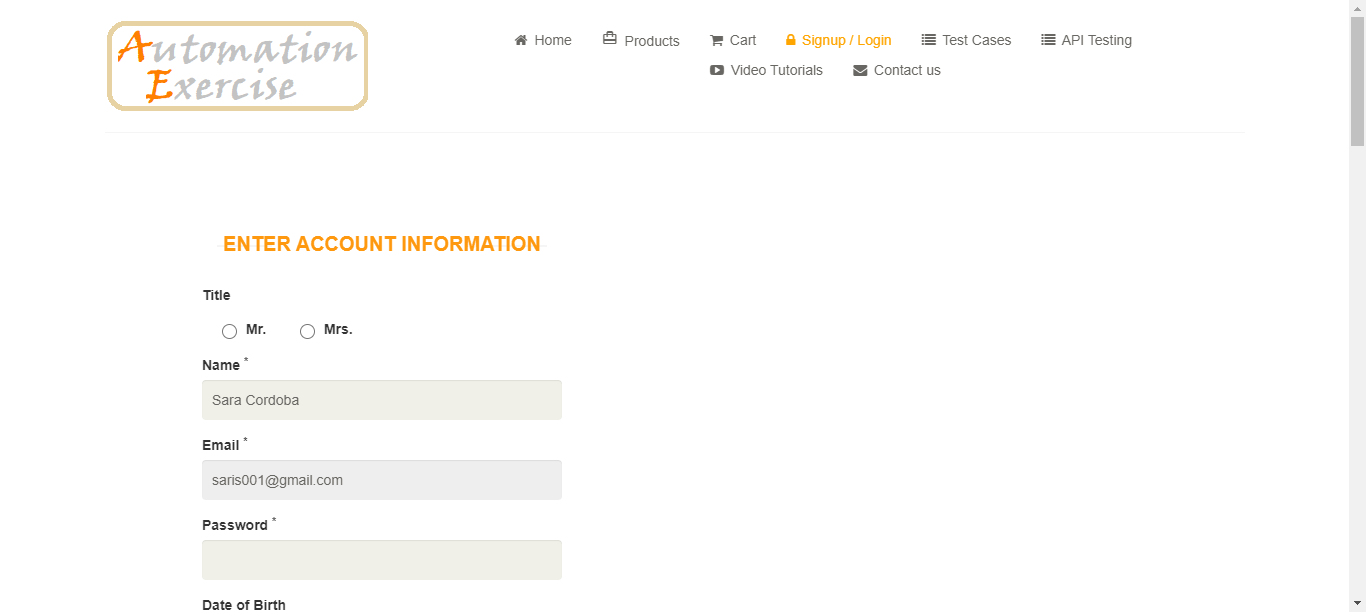 Automation
Exercise
Home Products Cart Signup / Login Test Cases API Testing
Video Tutorials Contact us
ENTER ACCOUNT INFORMATION
Title
Mr. Mrs.
Name *
Sara Cordoba
Email *
saris001@gmail.com
Password *
Date of Birth